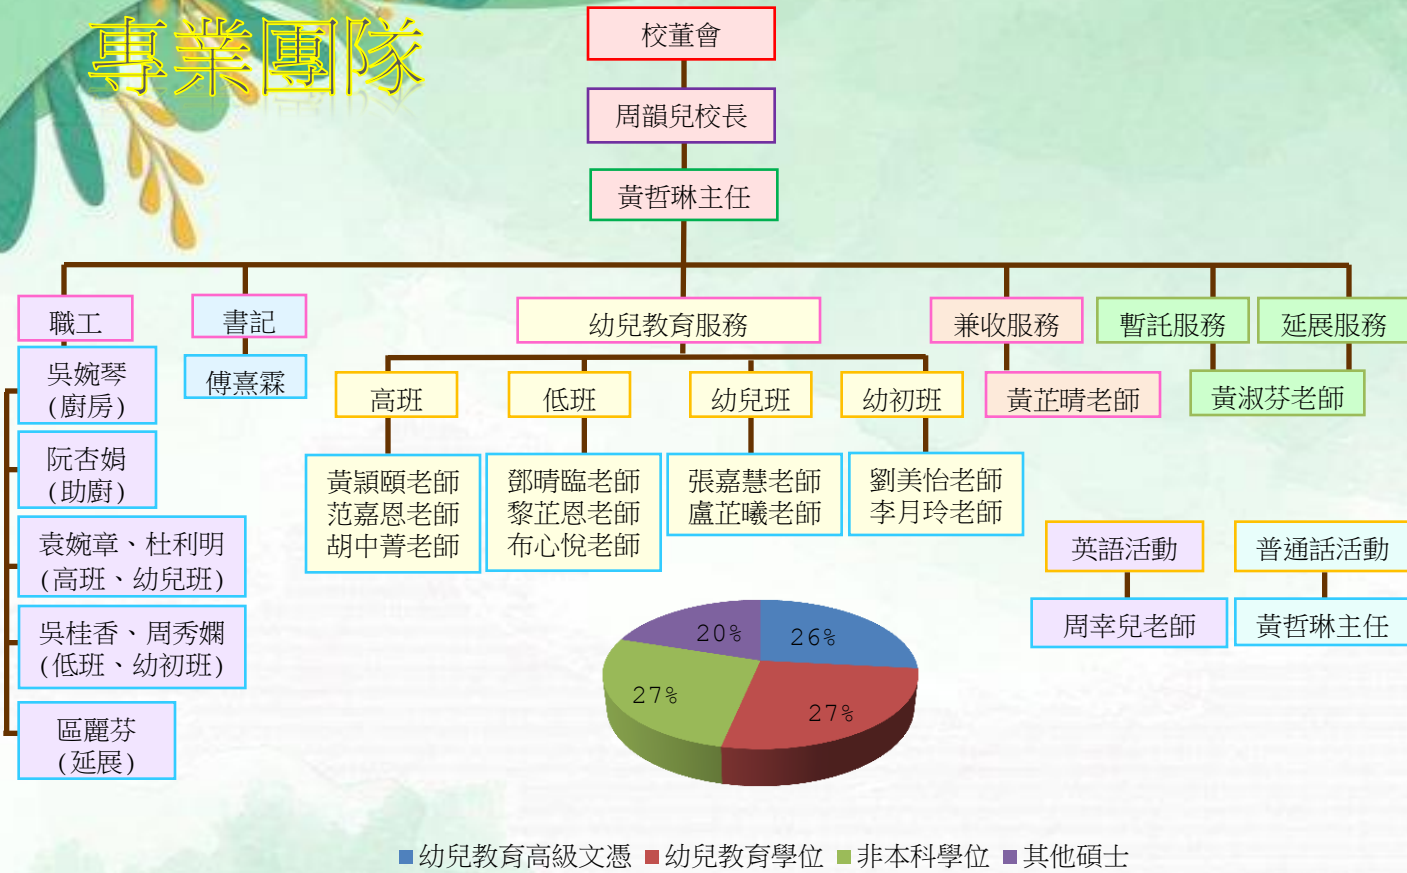 專業團隊
校董會
周韻兒校長
黃哲琳主任
職工
書記
幼兒教育服務
兼收服務
暫託服務
延展服務
吳婉琴
(廚房)
傅熹霖
高班
低班
幼兒班
幼初班
黃芷晴老師
黃淑芬老師
阮杏娟
(助廚)
黃頴頤老師
范嘉恩老師
胡中菁老師
鄧晴臨老師
黎芷恩老師
布心悅老師
張嘉慧老師
盧芷曦老師
劉美怡老師
李月玲老師
袁婉章、杜利明
(高班、幼兒班)
英語活動
普通話活動
周幸兒老師
黃哲琳主任
吳桂香、周秀嫻
(低班、幼初班)
區麗芬
(延展)
20%
26%
27%
27%
幼兒教育高級文憑 幼兒教育學位 非本科學位 其他碩士